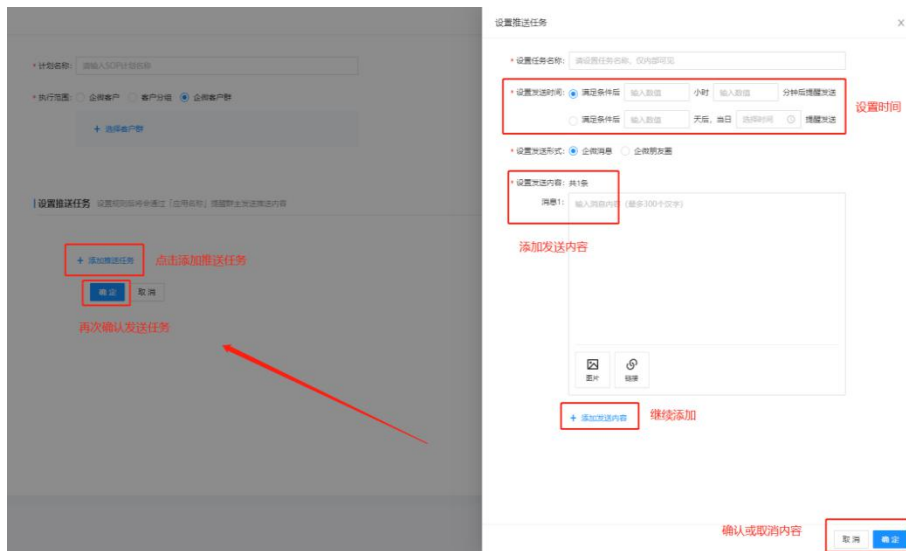 * 计划名称: 请输入SOP计划名称
* 执行范围: 企微客户 客户分组 企微客户群
+ 选择客户群
设置推送任务 设置规则后将会通过「应用名称」提醒群主发送推送内容
+ 添加推送任务 点击添加推送任务
确定 取消
再次确认发送任务
设置推送任务 ×
* 设置任务名称: 请设置任务名称, 仅内部可见
* 设置发送时间: 满足条件后 输入数值 小时 输入数值 分钟后提醒发送
设置时间
满足条件后 输入数值 天后, 当日 选择时间 提醒发送
* 设置发送形式: 企微消息 企微朋友圈
* 设置发送内容: 共1条
消息1: 输入消息内容 (最多300个汉字)
添加发送内容
图片 链接
+ 添加发送内容 继续添加
确认或取消内容
取消 确定